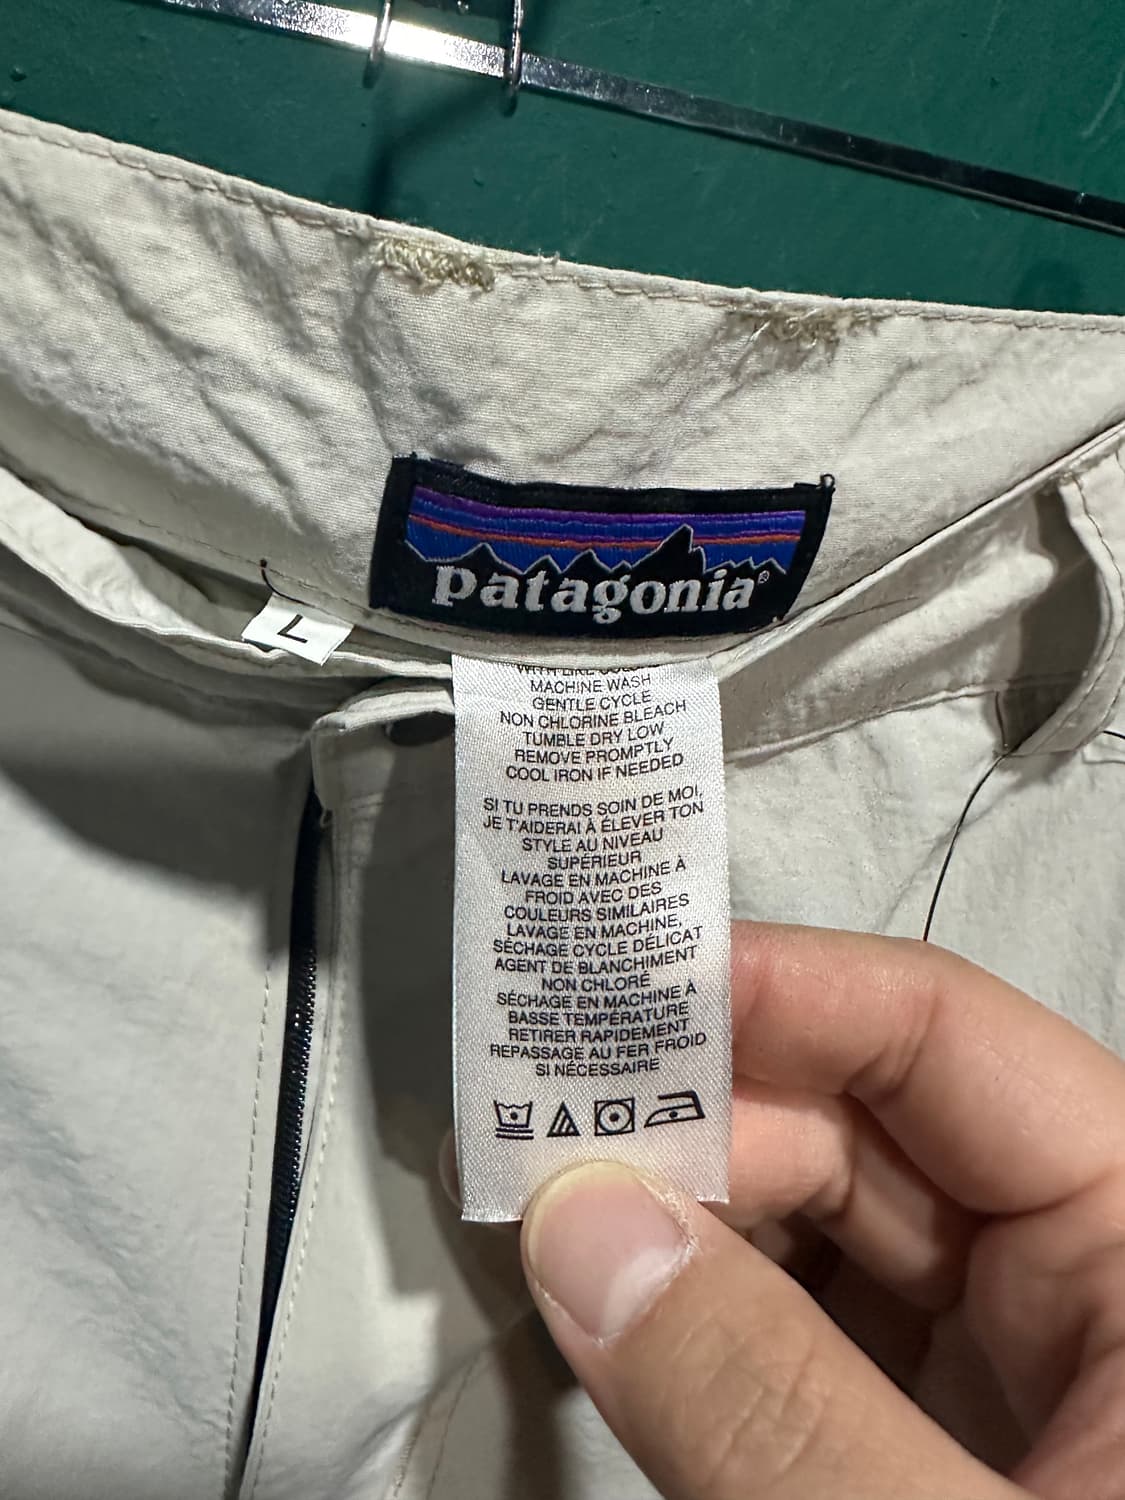 patagonia®
L
MACHINE WASH
GENTLE CYCLE
NON CHLORINE BLEACH
TUMBLE DRY LOW
REMOVE PROMPTLY
COOL IRON IF NEEDED
SI TU PRENDS SOIN DE MOI,
JE T'AIDERAI À ÉLEVER TON
STYLE AU NIVEAU
SUPÉRIEUR
LAVAGE EN MACHINE À
FROID AVEC DES
COULEURS SIMILAIRES
LAVAGE EN MACHINE,
SÉCHAGE CYCLE DÉLICAT
AGENT DE BLANCHIMENT
NON CHLORÉ
SÉCHAGE EN MACHINE À
BASSE TEMPÉRATURE
RETIRER RAPIDEMENT
REPASSAGE AU FER FROID
SI NÉCESSAIRE